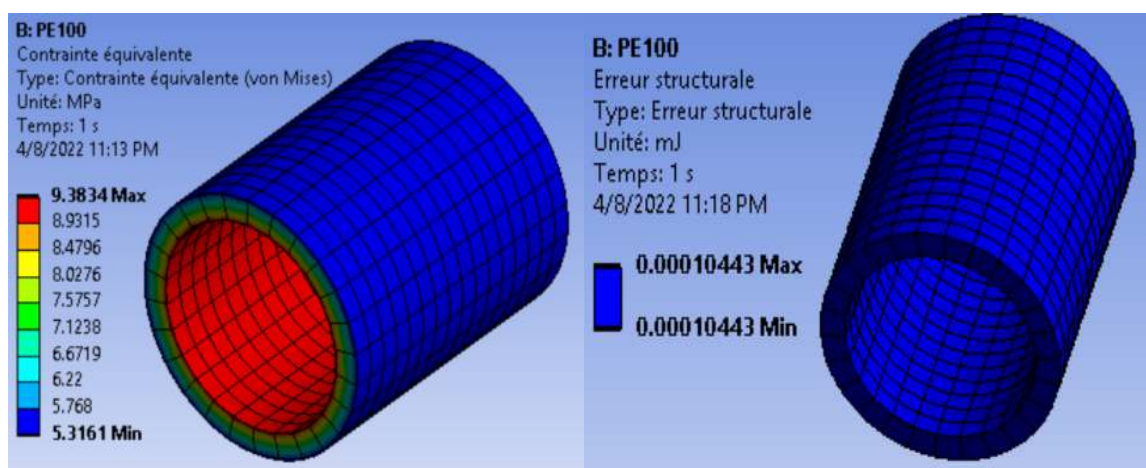 B: PE100
Contrainte équivalente
Type: Contrainte équivalente (von Mises)
Unité: MPa
Temps: 1 s
4/8/2022 11:13 PM
9.3834 Max
8.9315
8.4796
8.0276
7.5757
7.1238
6.6719
6.22
5.768
5.3161 Min
B: PE100
Erreur structurale
Type: Erreur structurale
Unité: mJ
Temps: 1 s
4/8/2022 11:18 PM
0.00010443 Max
0.00010443 Min